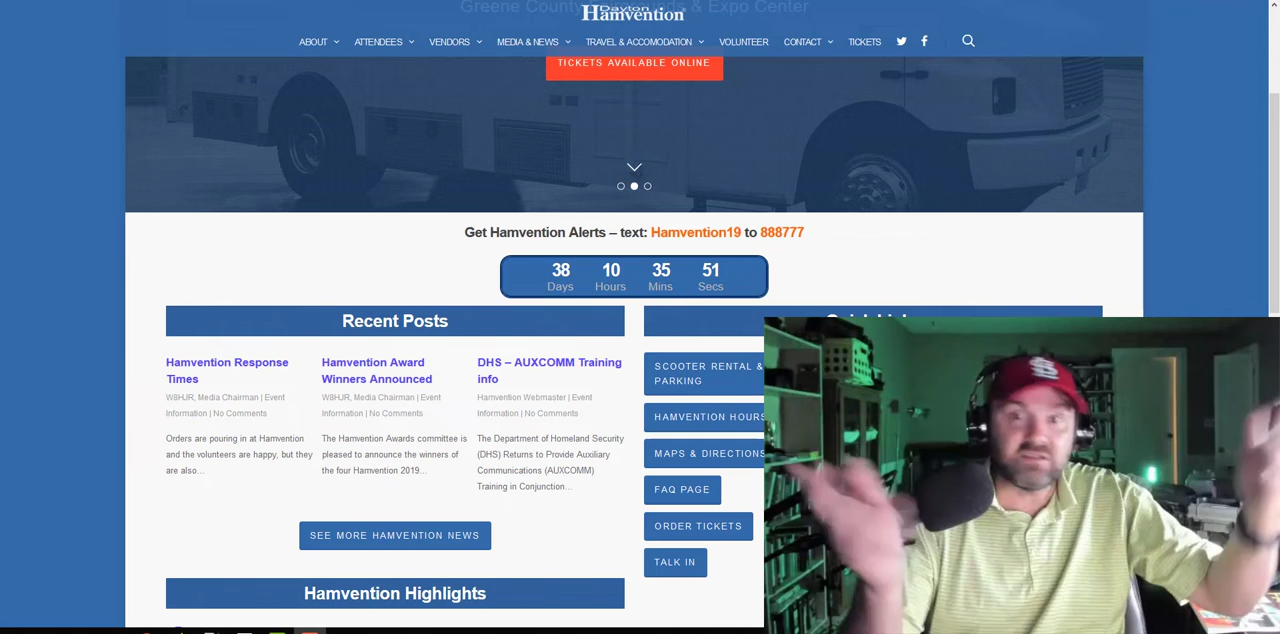 Greene County Fairgrounds & Expo Center
Dayton
Hamvention®
ABOUT ATTENDEES VENDORS MEDIA & NEWS TRAVEL & ACCOMODATION VOLUNTEER CONTACT TICKETS
TICKETS AVAILABLE ONLINE
Get Hamvention Alerts – text: Hamvention19 to 888777
38 10 35 51
Days Hours Mins Secs
Recent Posts
Hamvention Response
Times
W8HJR, Media Chairman | Event
Information | No Comments
Orders are pouring in at Hamvention
and the volunteers are happy, but they
are also...
Hamvention Award
Winners Announced
W8HJR, Media Chairman | Event
Information | No Comments
The Hamvention Awards committee is
pleased to announce the winners of
the four Hamvention 2019...
DHS – AUXCOMM Training
info
Hamvention Webmaster | Event
Information | No Comments
The Department of Homeland Security
(DHS) Returns to Provide Auxiliary
Communications (AUXCOMM)
Training in Conjunction...
SEE MORE HAMVENTION NEWS
Hamvention Highlights
SCOOTER RENTAL &
PARKING
HAMVENTION HOURS
MAPS & DIRECTIONS
FAQ PAGE
ORDER TICKETS
TALK IN